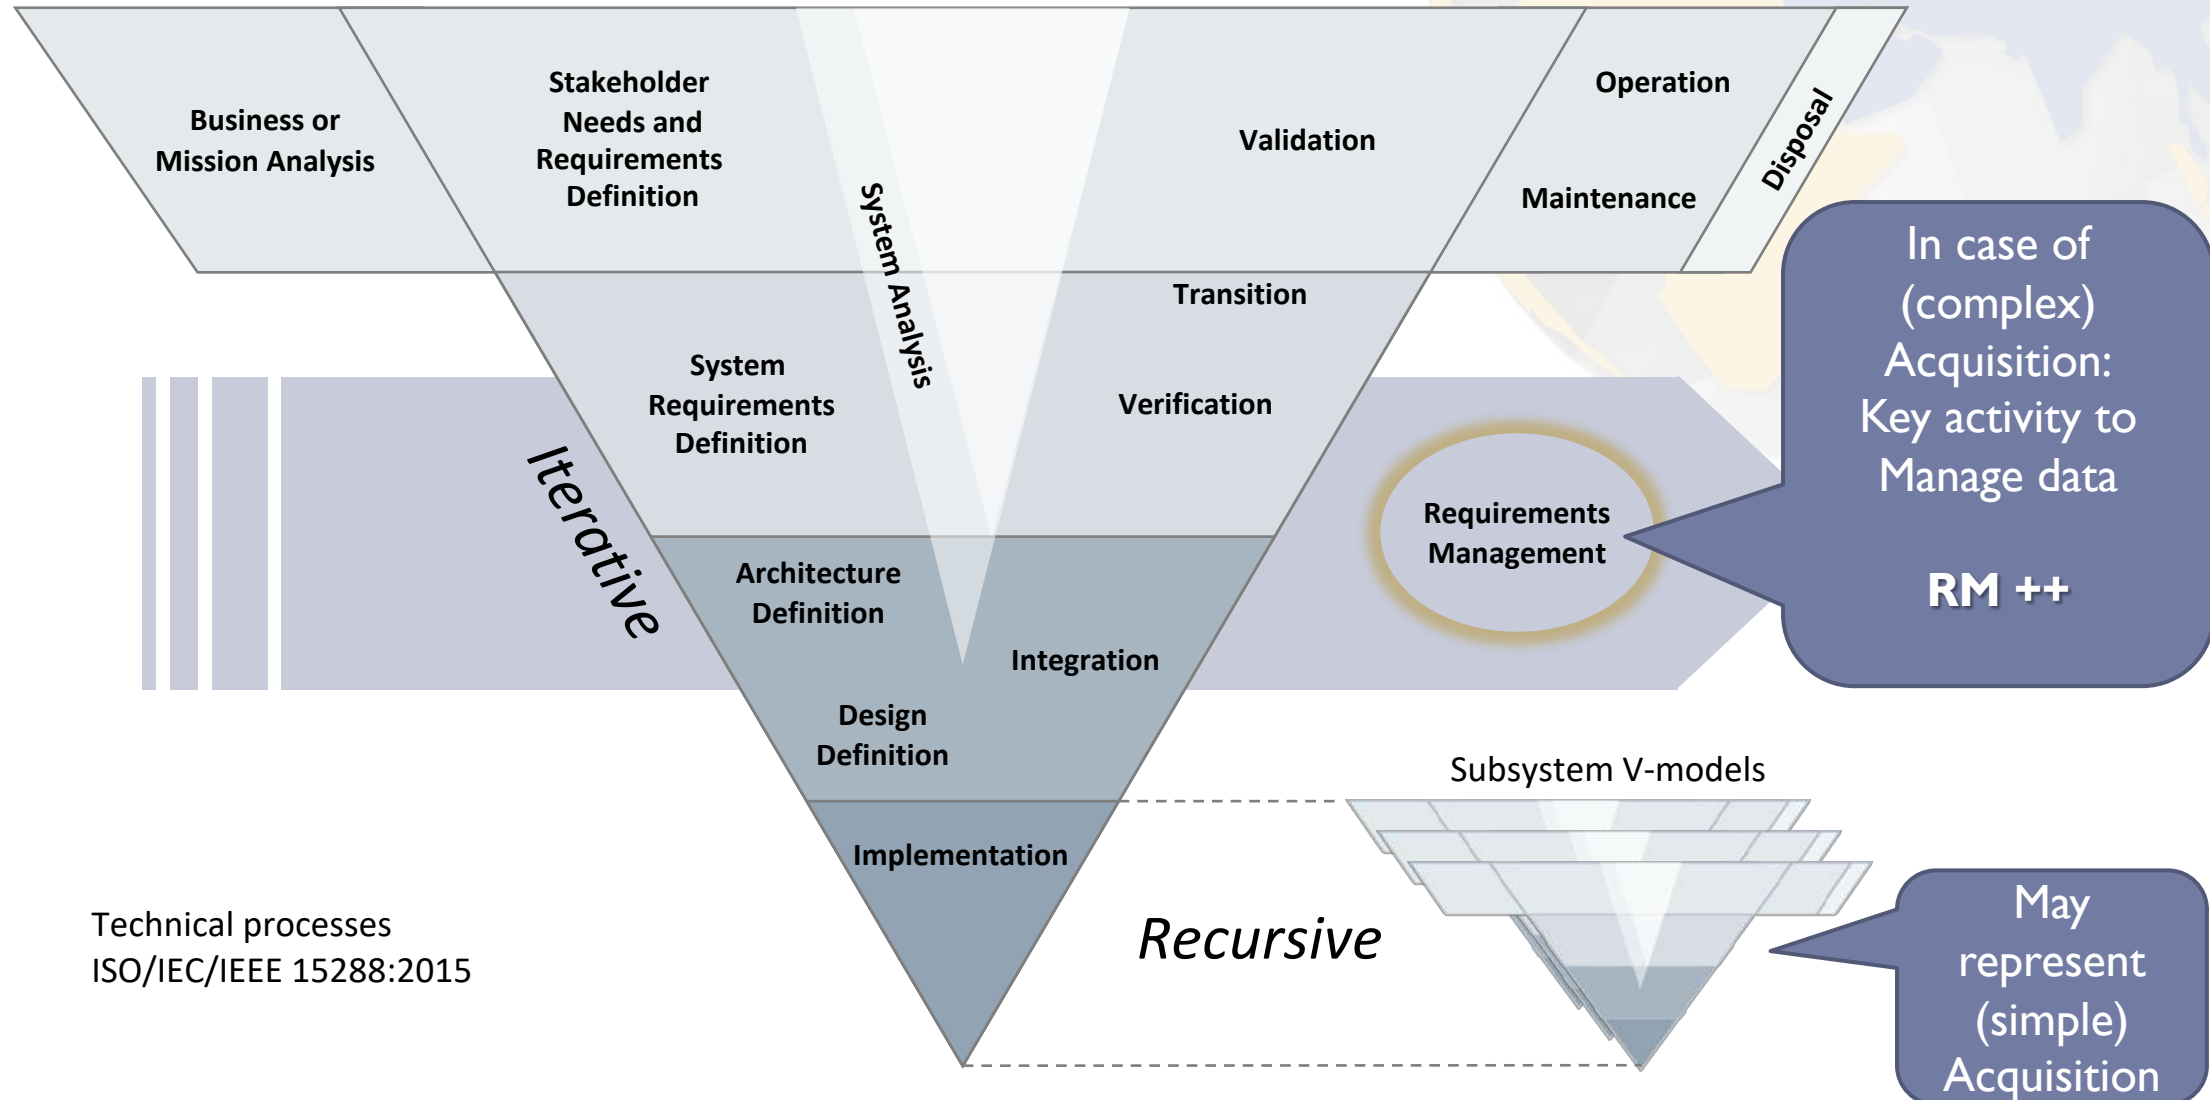 Business or
Mission Analysis
Stakeholder
Needs and
Requirements
Definition
System Analysis
Validation
Operation
Maintenance
Disposal
Transition
System
Requirements
Definition
Verification
Iterative
Requirements
Management
In case of
(complex)
Acquisition:
Key activity to
Manage data
RM ++
Architecture
Definition
Integration
Design
Definition
Implementation
Subsystem V-models
Recursive
Technical processes
ISO/IEC/IEEE 15288:2015
May
represent
(simple)
Acquisition